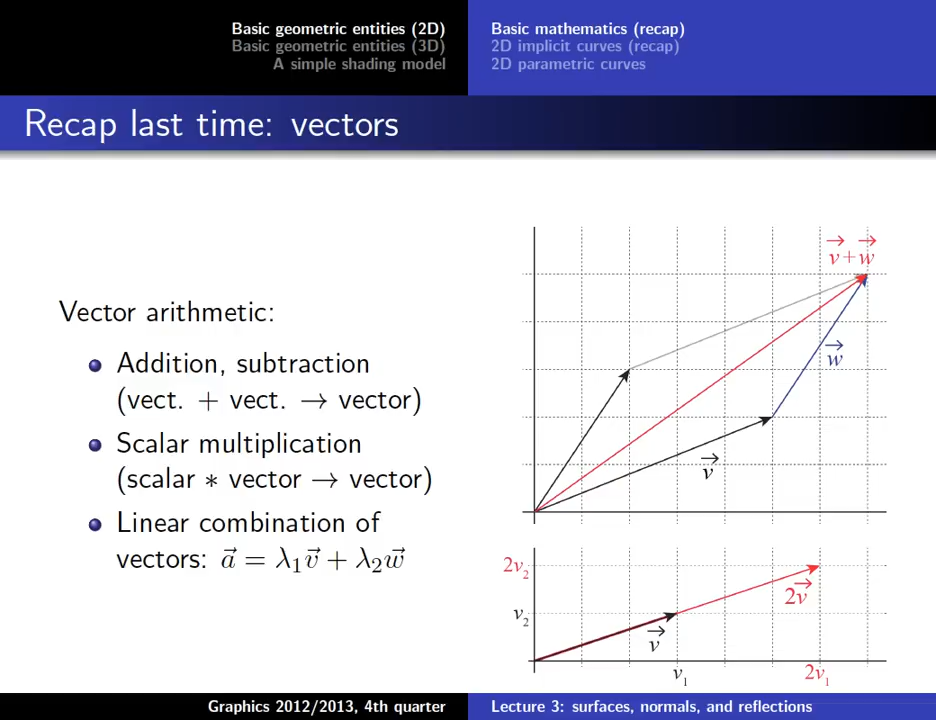 Basic geometric entities (2D)
Basic geometric entities (3D)
A simple shading model
Basic mathematics (recap)
2D implicit curves (recap)
2D parametric curves
Recap last time: vectors
Vector arithmetic:
Addition, subtraction
(vect. + vect. → vector)
Scalar multiplication
(scalar ∗ vector → vector)
Linear combination of
vectors: a⃗ = λ₁v⃗ + λ₂w⃗
v⃗ + w⃗
w⃗
v⃗
2v₂
2v⃗
v₂
v⃗
v₁
2v₁
Graphics 2012/2013, 4th quarter
Lecture 3: surfaces, normals, and reflections